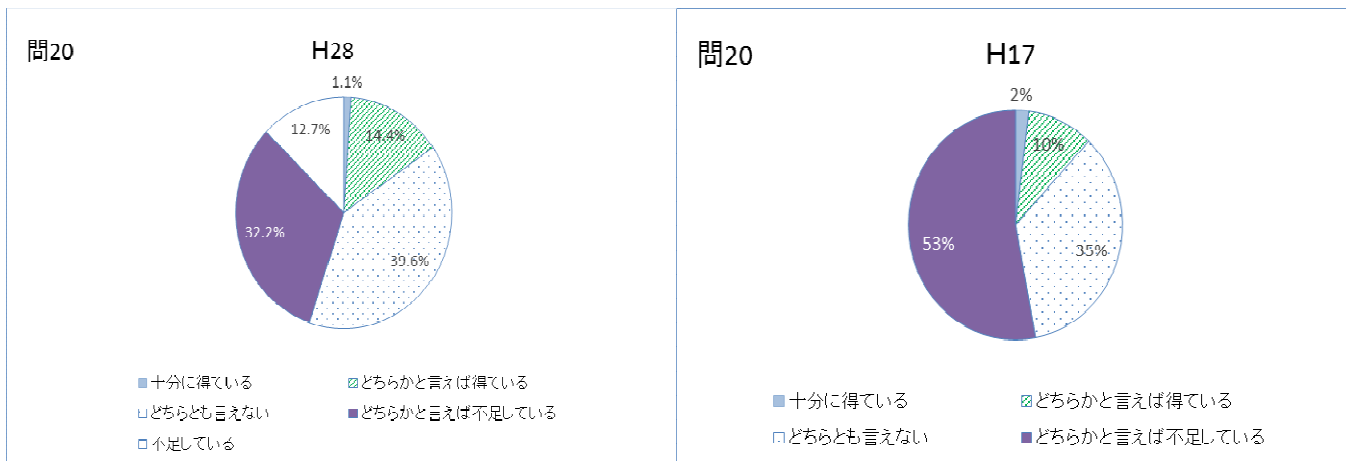 問20
H28
1.1%
14.4%
39.6%
32.2%
12.7%
十分に得ている
どちらかと言えば得ている
どちらとも言えない
どちらかと言えば不足している
不足している
問20
H17
2%
10%
35%
53%
十分に得ている
どちらかと言えば得ている
どちらとも言えない
どちらかと言えば不足している